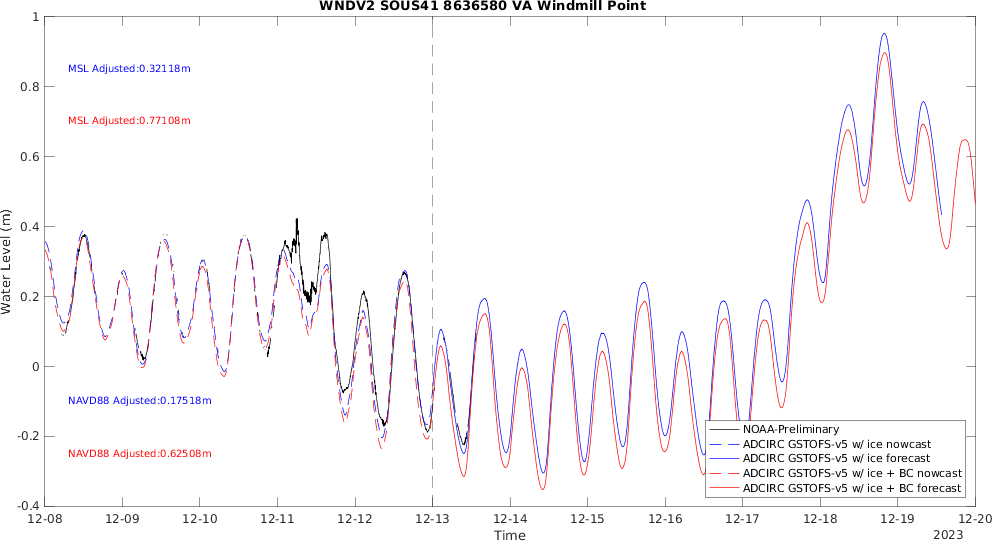 WNDV2 SOUS41 8636580 VA Windmill Point
1
0.8
0.6
0.4
0.2
0
-0.2
-0.4
Water Level (m)
MSL Adjusted:0.32118m
MSL Adjusted:0.77108m
NAVD88 Adjusted:0.17518m
NAVD88 Adjusted:0.62508m
NOAA-Preliminary
ADCIRC GSTOFS-v5 w/ ice nowcast
ADCIRC GSTOFS-v5 w/ ice forecast
ADCIRC GSTOFS-v5 w/ ice + BC nowcast
ADCIRC GSTOFS-v5 w/ ice + BC forecast
12-08 12-09 12-10 12-11 12-12 12-13 12-14 12-15 12-16 12-17 12-18 12-19 12-20
Time
2023